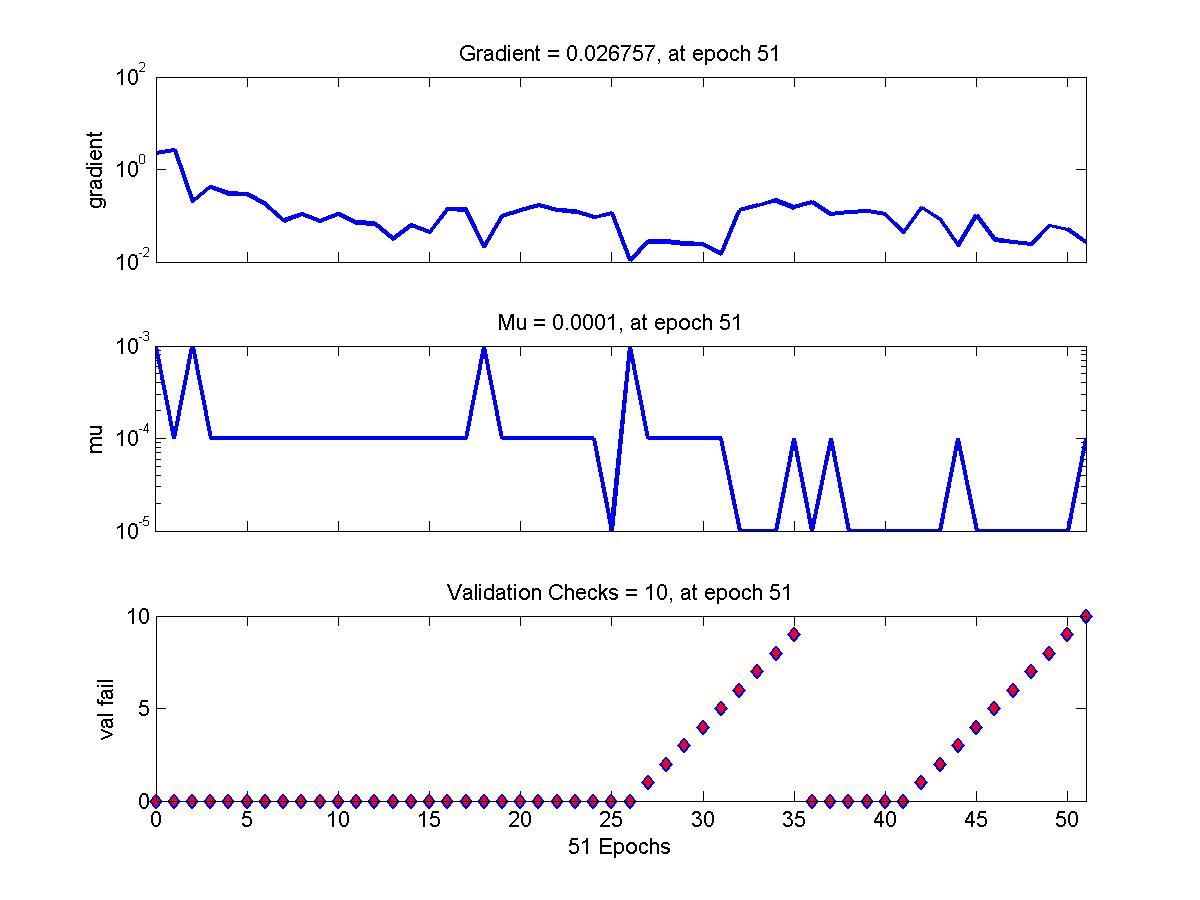 Gradient = 0.026757, at epoch 51
10^2
10^0
10^-2
gradient
Mu = 0.0001, at epoch 51
10^-3
10^-4
10^-5
mu
Validation Checks = 10, at epoch 51
10
5
0
val fail
0 5 10 15 20 25 30 35 40 45 50
51 Epochs